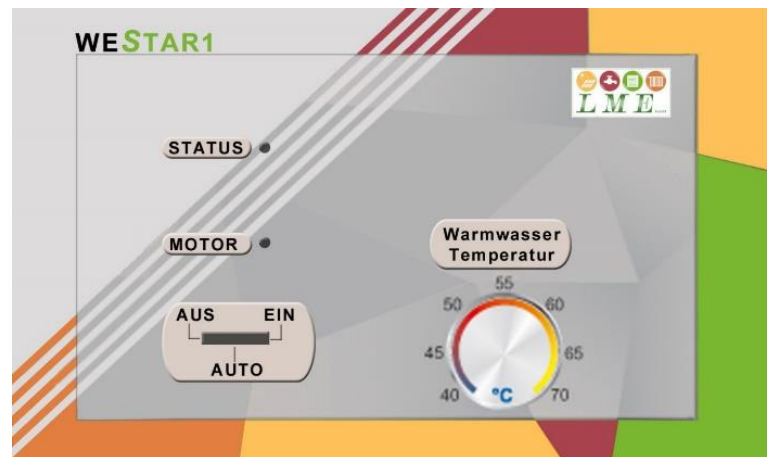 WESTAR1
LME
STATUS
MOTOR
Warmwasser
Temperatur
AUS EIN
AUTO
55
50 60
45 65
40 °C 70